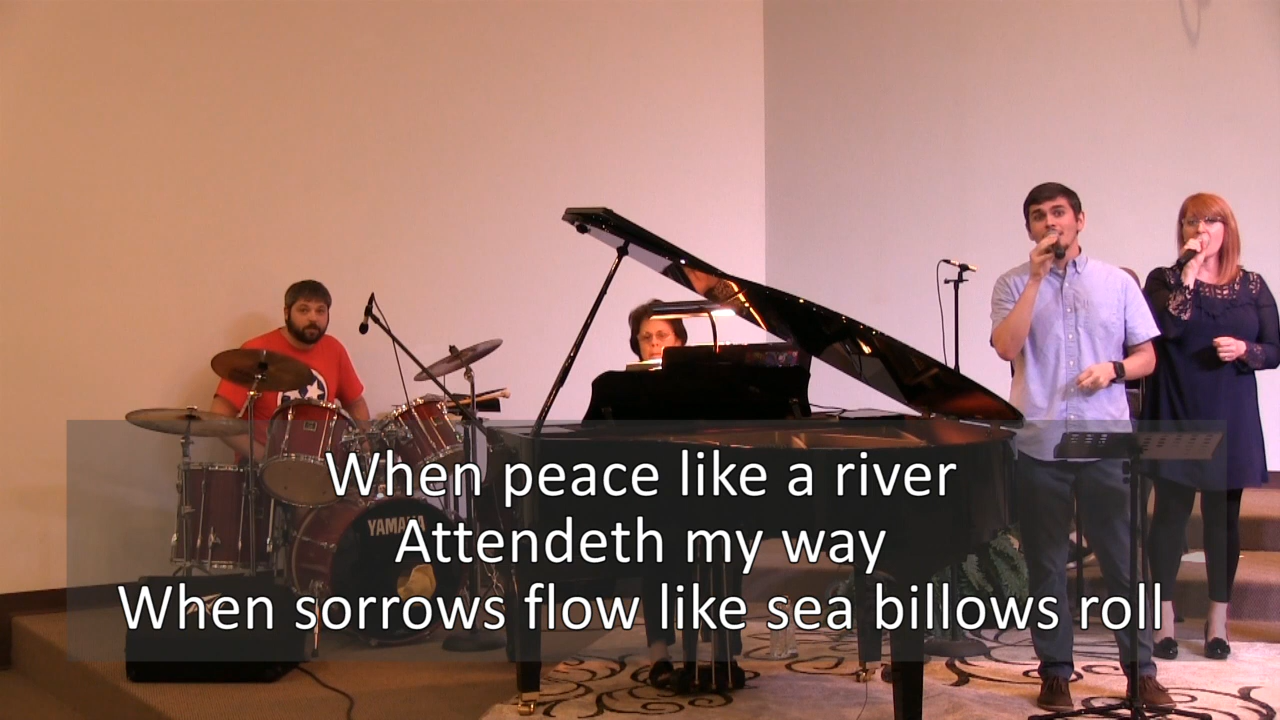 YAMAHA
When peace like a river
Attendeth my way
When sorrows flow like sea billows roll